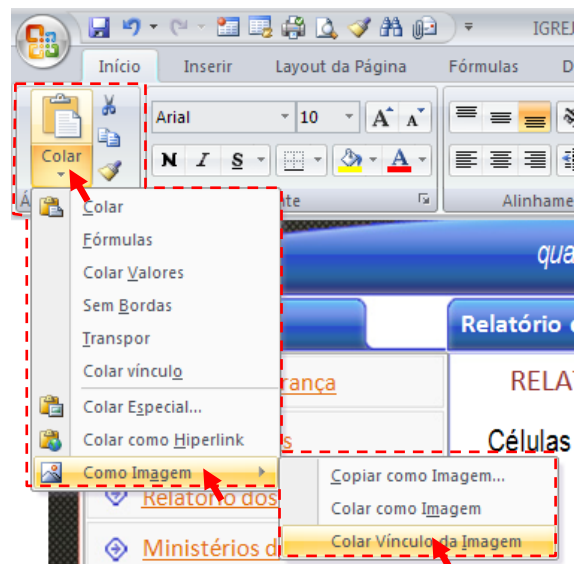 IGREJ
Início Inserir Layout da Página Fórmulas D
Arial 10 A A
Colar N I S A
Á nte Alinhame
Colar
Fórmulas
Colar Valores
Sem Bordas
Transpor
Colar vínculo
Colar Especial...
Colar como Hiperlink
Como Imagem
qua
Relatório
rança RELA
s Células
Copiar como Imagem...
Colar como Imagem
Colar Vínculo da Imagem
Relatório dos
Ministérios d